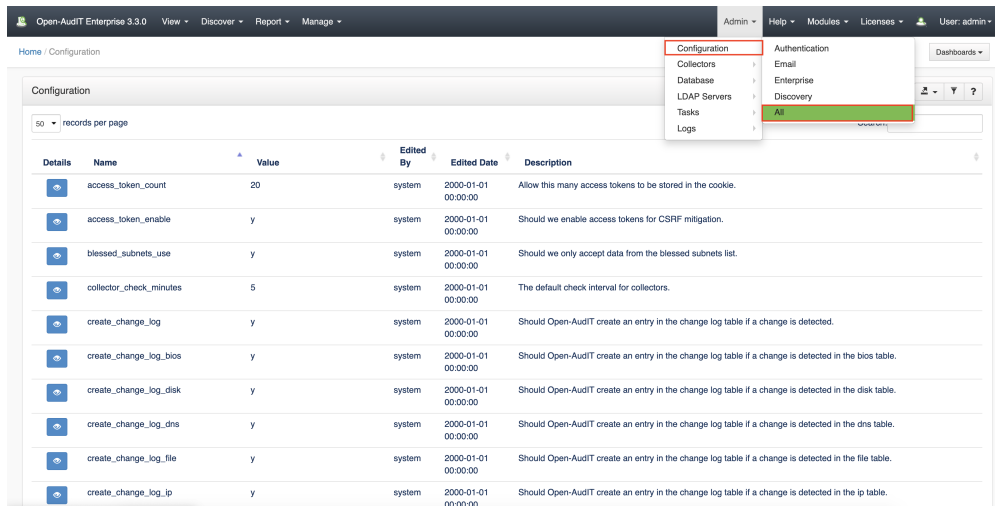 Open-AudIT Enterprise 3.3.0 View Discover Report Manage Admin Help Modules Licenses User: admin
Home / Configuration
Dashboards
Configuration
Collectors
Database
LDAP Servers
Tasks
Logs
Authentication
Email
Enterprise
Discovery
All
Configuration
?
50 records per page
Search:
Details Name Value Edited By Edited Date Description
access_token_count 20 system 2000-01-01 00:00:00 Allow this many access tokens to be stored in the cookie.
access_token_enable y system 2000-01-01 00:00:00 Should we enable access tokens for CSRF mitigation.
blessed_subnets_use y system 2000-01-01 00:00:00 Should we only accept data from the blessed subnets list.
collector_check_minutes 5 system 2000-01-01 00:00:00 The default check interval for collectors.
create_change_log y system 2000-01-01 00:00:00 Should Open-AudIT create an entry in the change log table if a change is detected.
create_change_log_bios y system 2000-01-01 00:00:00 Should Open-AudIT create an entry in the change log table if a change is detected in the bios table.
create_change_log_disk y system 2000-01-01 00:00:00 Should Open-AudIT create an entry in the change log table if a change is detected in the disk table.
create_change_log_dns y system 2000-01-01 00:00:00 Should Open-AudIT create an entry in the change log table if a change is detected in the dns table.
create_change_log_file y system 2000-01-01 00:00:00 Should Open-AudIT create an entry in the change log table if a change is detected in the file table.
create_change_log_ip y system 2000-01-01 00:00:00 Should Open-AudIT create an entry in the change log table if a change is detected in the ip table.